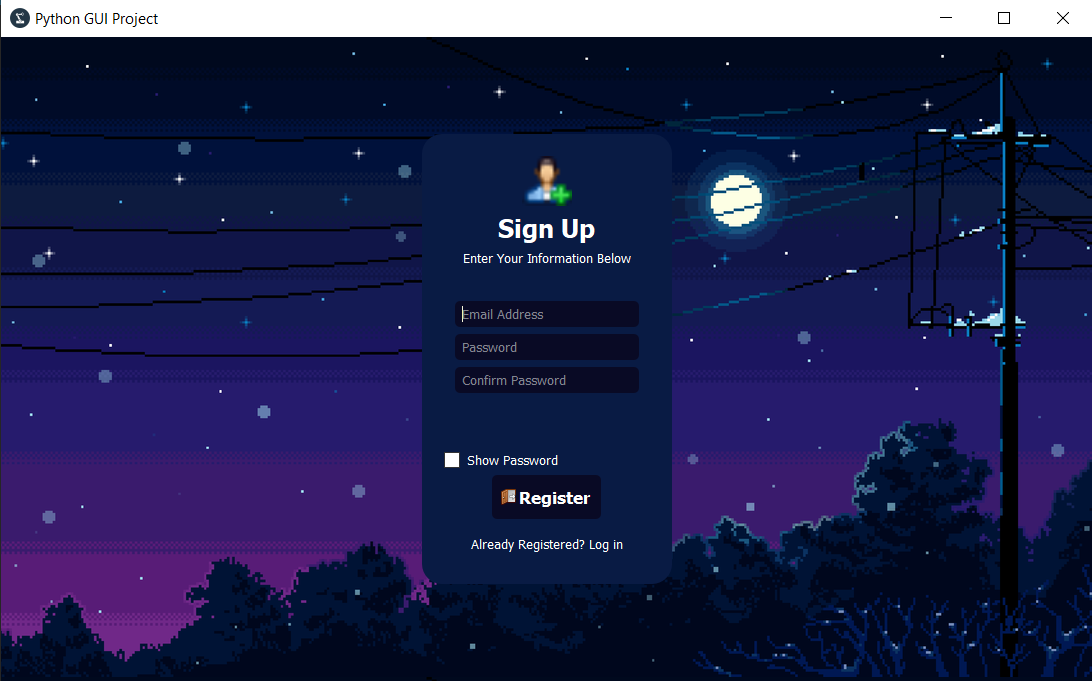 Python GUI Project
Sign Up
Enter Your Information Below
Email Address
Password
Confirm Password
Show Password
Register
Already Registered? Log in